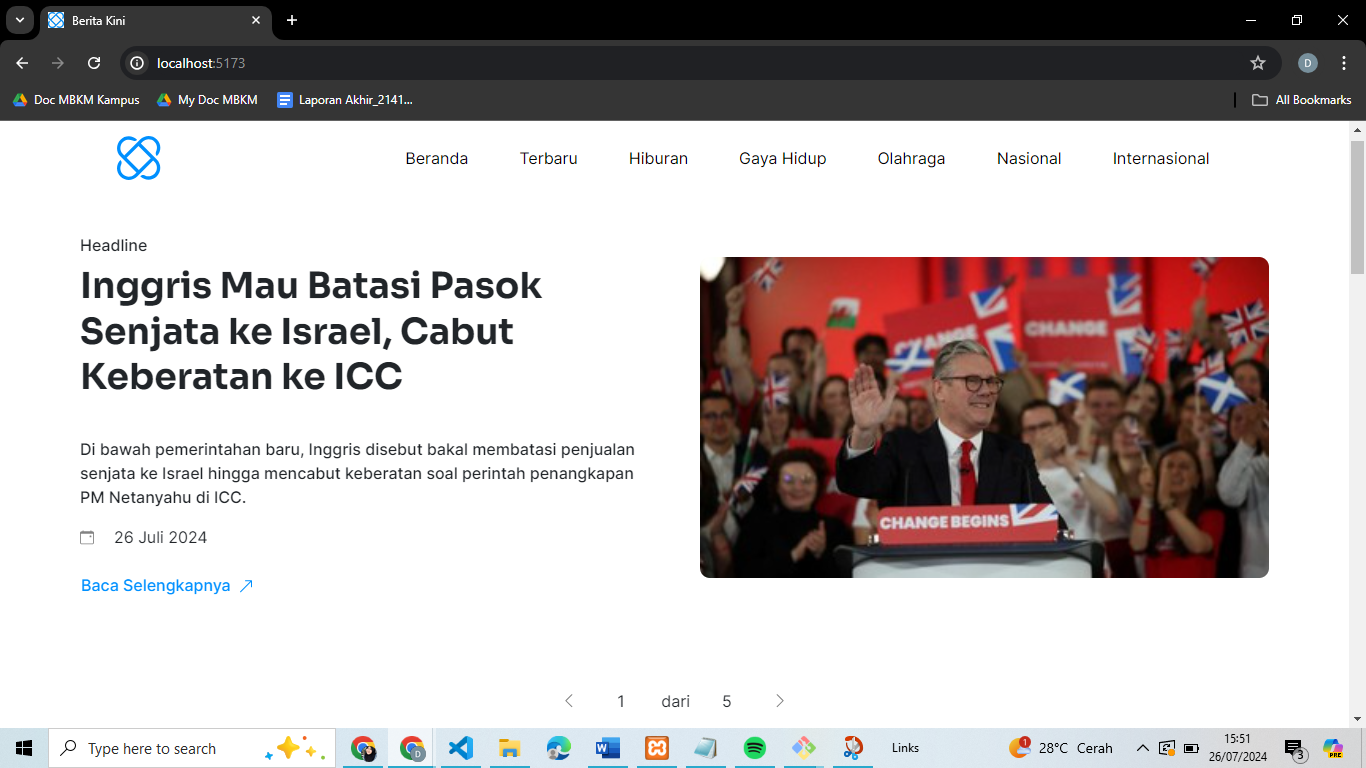 Berita Kini
localhost:5173
D
Doc MBKM Kampus
My Doc MBKM
Laporan Akhir_2141...
All Bookmarks
Beranda
Terbaru
Hiburan
Gaya Hidup
Olahraga
Nasional
Internasional
Headline
Inggris Mau Batasi Pasok
Senjata ke Israel, Cabut
Keberatan ke ICC
Di bawah pemerintahan baru, Inggris disebut bakal membatasi penjualan
senjata ke Israel hingga mencabut keberatan soal perintah penangkapan
PM Netanyahu di ICC.
26 Juli 2024
Baca Selengkapnya
CHANGE
CHANGE
CHANGE BEGINS
1 dari 5
Type here to search
D
W
Links
1
28°C Cerah
15:51
26/07/2024
3
PRE